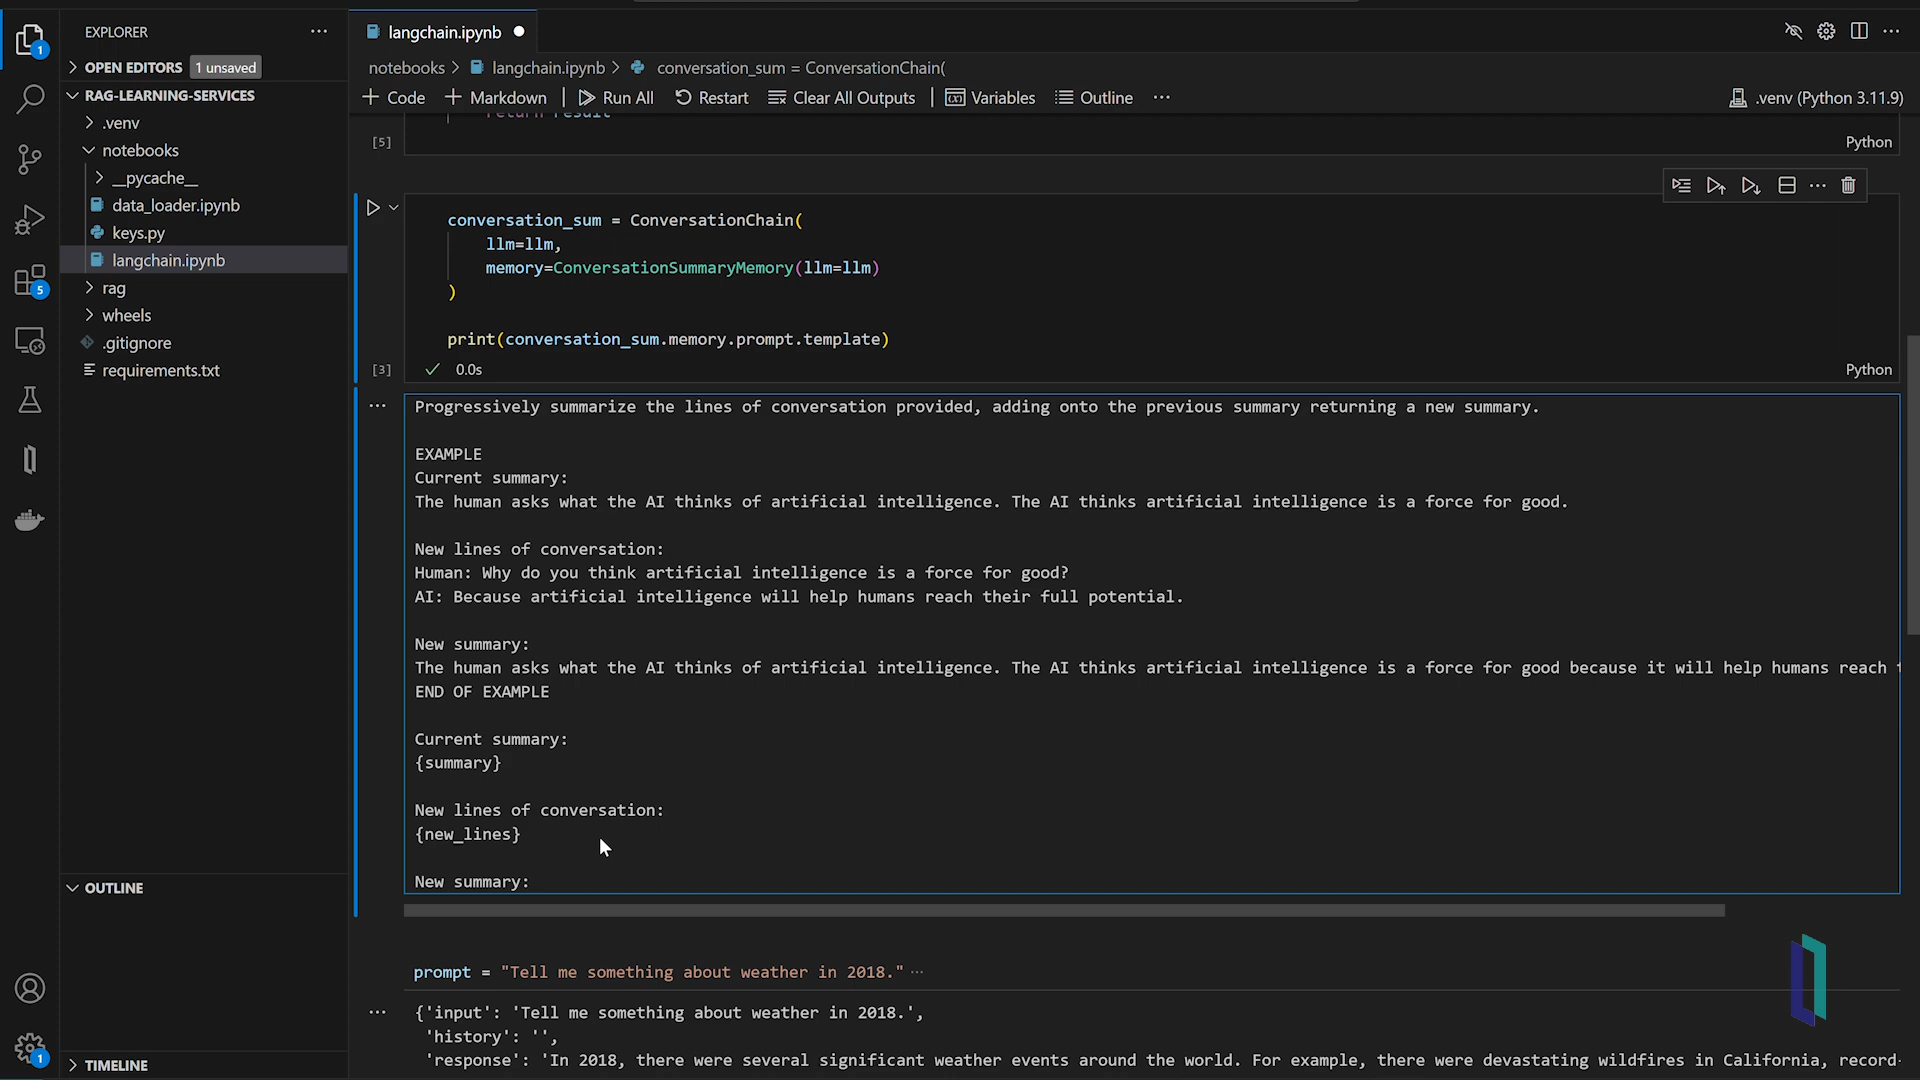 EXPLORER
OPEN EDITORS 1 unsaved
RAG-LEARNING-SERVICES
.venv
notebooks
__pycache__
data_loader.ipynb
keys.py
langchain.ipynb
rag
wheels
.gitignore
requirements.txt
OUTLINE
TIMELINE
1
5
1
langchain.ipynb
notebooks > langchain.ipynb > conversation_sum = ConversationChain(
+ Code + Markdown Run All Restart Clear All Outputs Variables Outline ...
.venv (Python 3.11.9)
return result
[5]
Python
conversation_sum = ConversationChain(
llm=llm,
memory=ConversationSummaryMemory(llm=llm)
)
print(conversation_sum.memory.prompt.template)
[3] 0.0s
Python
Progressively summarize the lines of conversation provided, adding onto the previous summary returning a new summary.
EXAMPLE
Current summary:
The human asks what the AI thinks of artificial intelligence. The AI thinks artificial intelligence is a force for good.
New lines of conversation:
Human: Why do you think artificial intelligence is a force for good?
AI: Because artificial intelligence will help humans reach their full potential.
New summary:
The human asks what the AI thinks of artificial intelligence. The AI thinks artificial intelligence is a force for good because it will help humans reach
END OF EXAMPLE
Current summary:
{summary}
New lines of conversation:
{new_lines}
New summary:
prompt = "Tell me something about weather in 2018." ...
{'input': 'Tell me something about weather in 2018.',
'history': '',
'response': 'In 2018, there were several significant weather events around the world. For example, there were devastating wildfires in California, record-